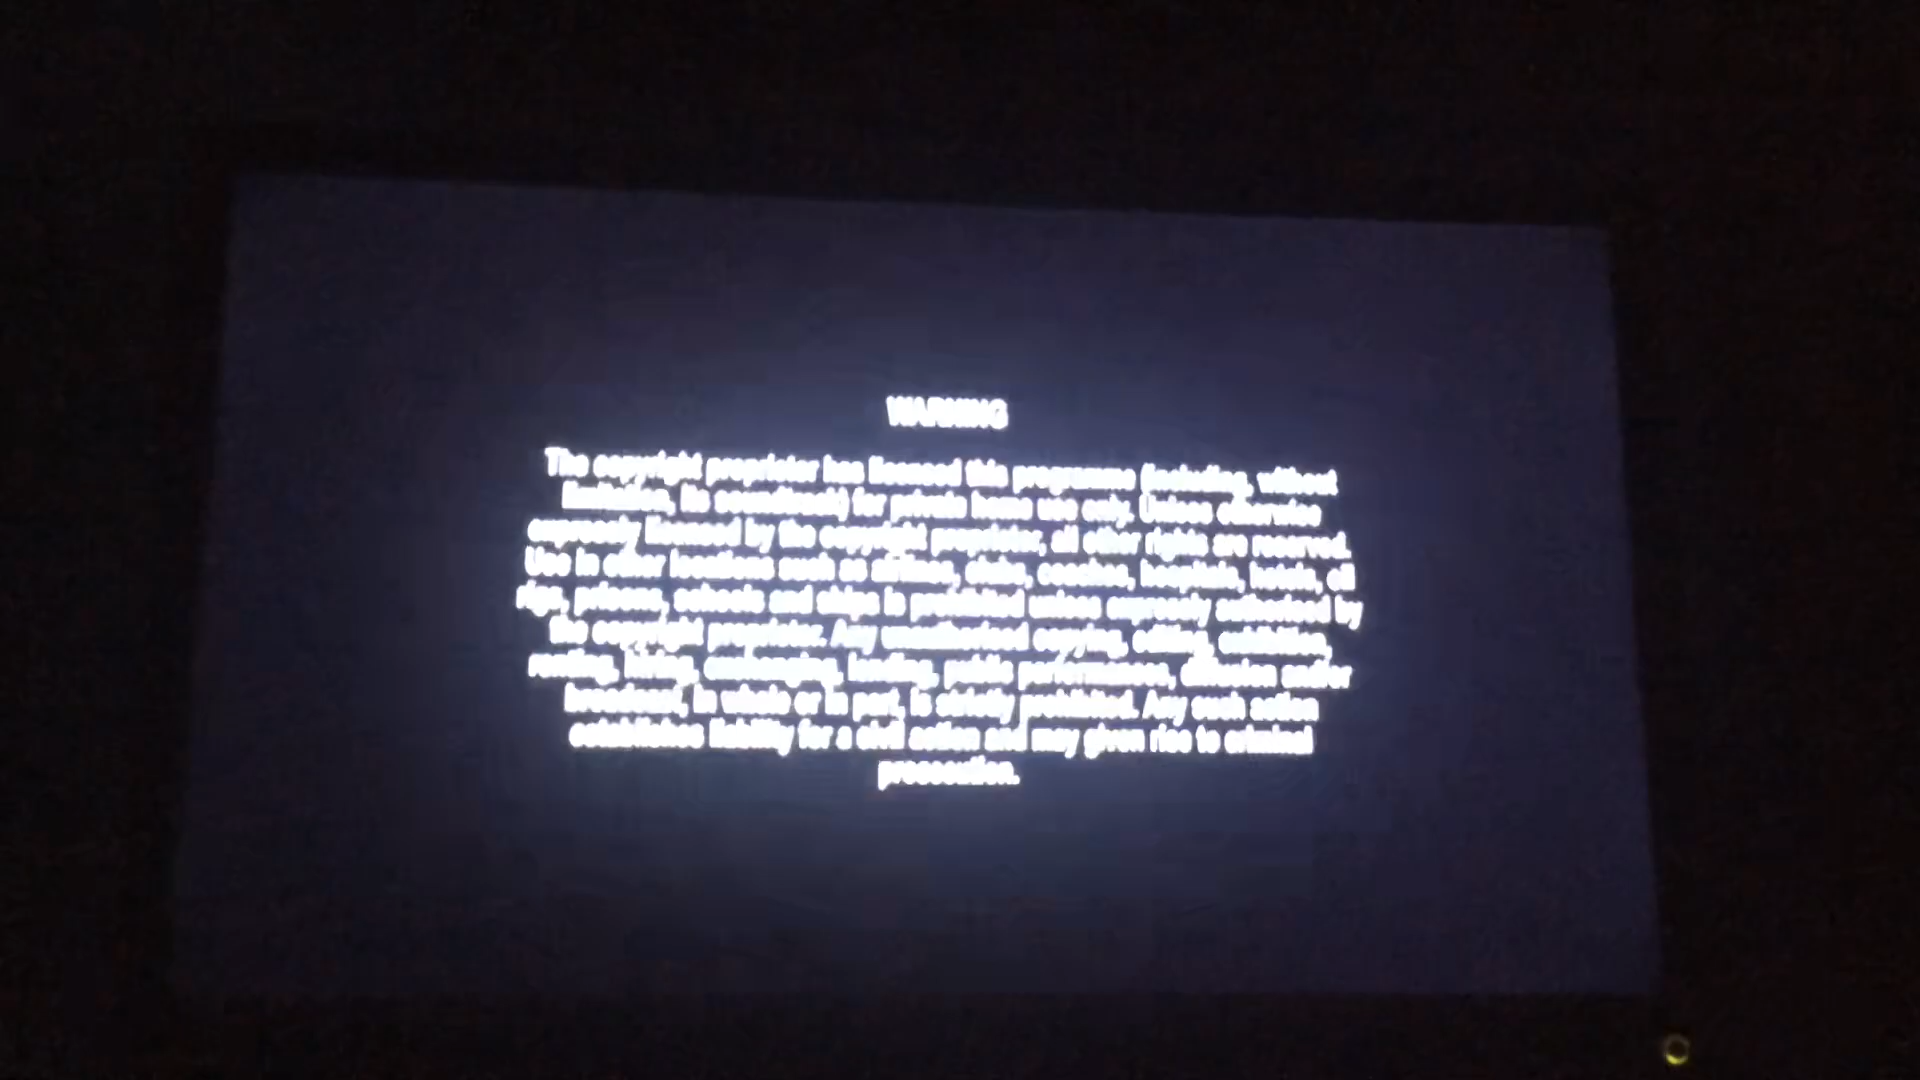 WARNING
The copyright proprietor has licensed this programme (including, without
limitation, its soundtrack) for private home use only. Unless otherwise
expressly licensed by the copyright proprietor, all other rights are reserved.
Use in other locations such as airlines, clubs, coaches, hospitals, hotels, oil
rigs, prisons, schools and ships is prohibited unless expressly authorised by
the copyright proprietor. Any unauthorised copying, editing, exhibition,
renting, hiring, exchanging, lending, public performance, diffusion and/or
broadcast, in whole or in part, is strictly prohibited. Any such action
establishes liability for a civil action and may given rise to criminal
prosecution.